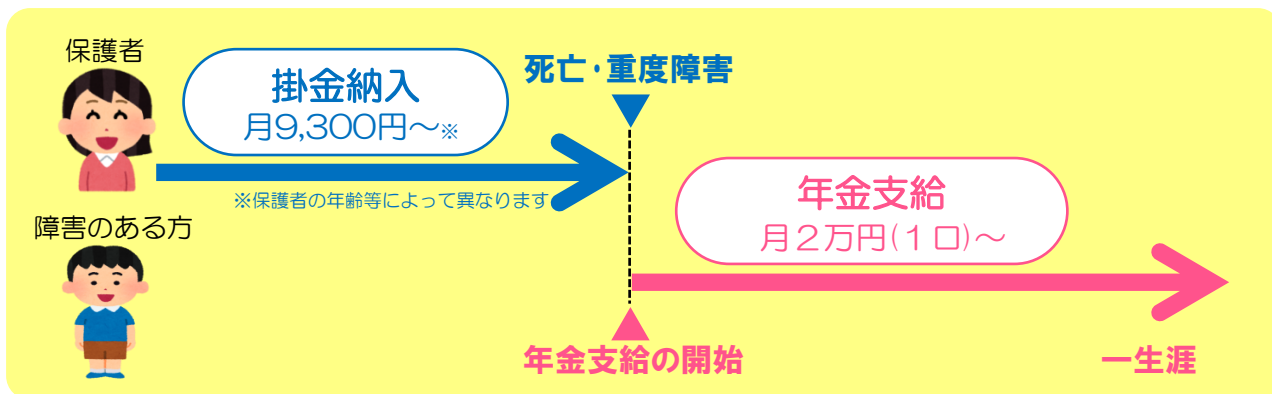 保護者
掛金納入
月9,300円～※
※保護者の年齢等によって異なります
死亡・重度障害
年金支給
月２万円(１口)～
障害のある方
年金支給の開始
一生涯